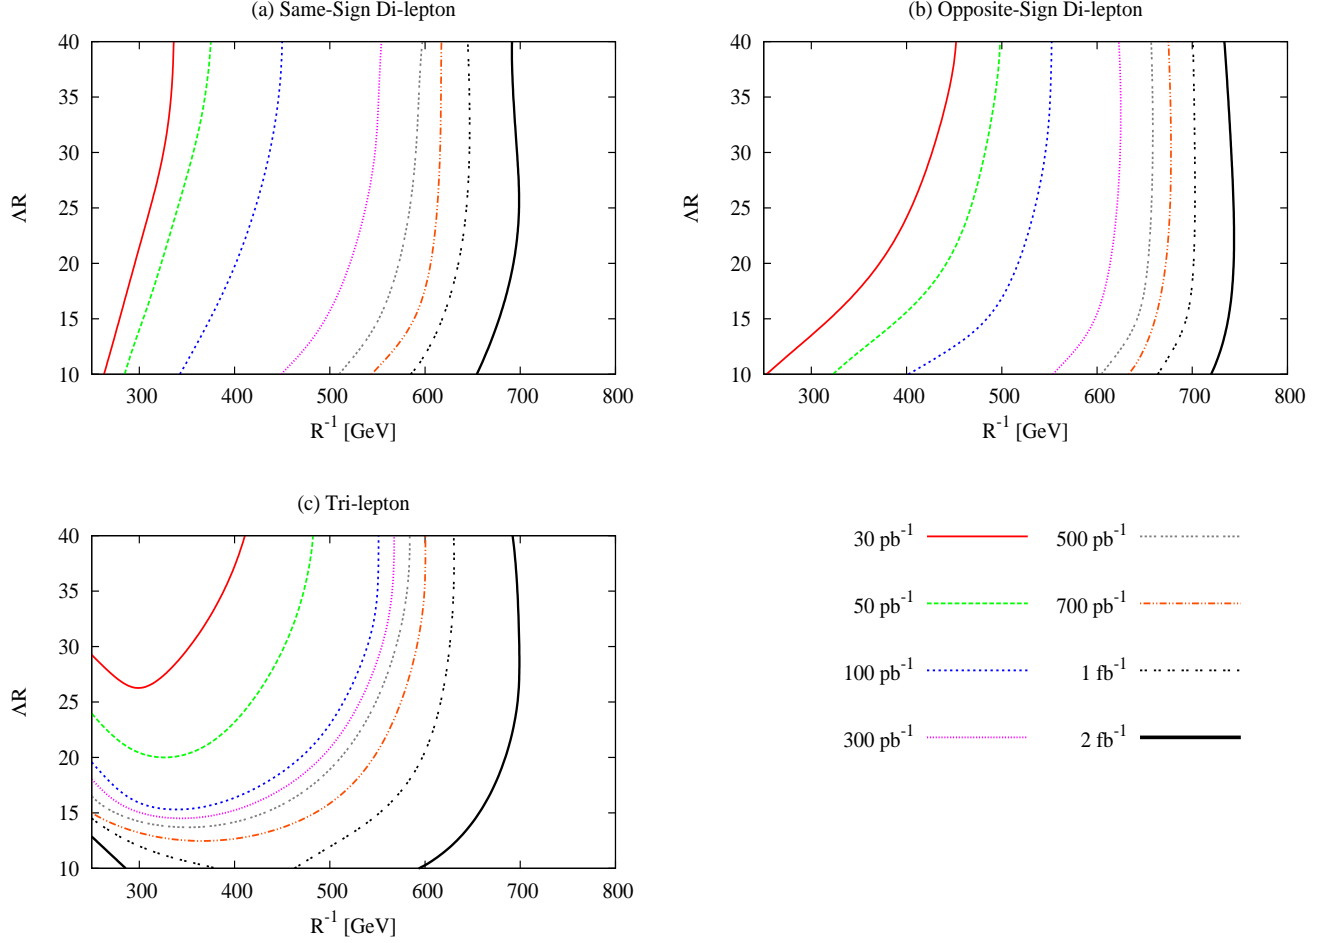 (a) Same-Sign Di-lepton
40
35
30
25
20
15
10
ΛR
300 400 500 600 700 800
R⁻¹ [GeV]
(b) Opposite-Sign Di-lepton
40
35
30
25
20
15
10
ΛR
300 400 500 600 700 800
R⁻¹ [GeV]
(c) Tri-lepton
40
35
30
25
20
15
10
ΛR
300 400 500 600 700 800
R⁻¹ [GeV]
30 pb⁻¹
50 pb⁻¹
100 pb⁻¹
300 pb⁻¹
500 pb⁻¹
700 pb⁻¹
1 fb⁻¹
2 fb⁻¹